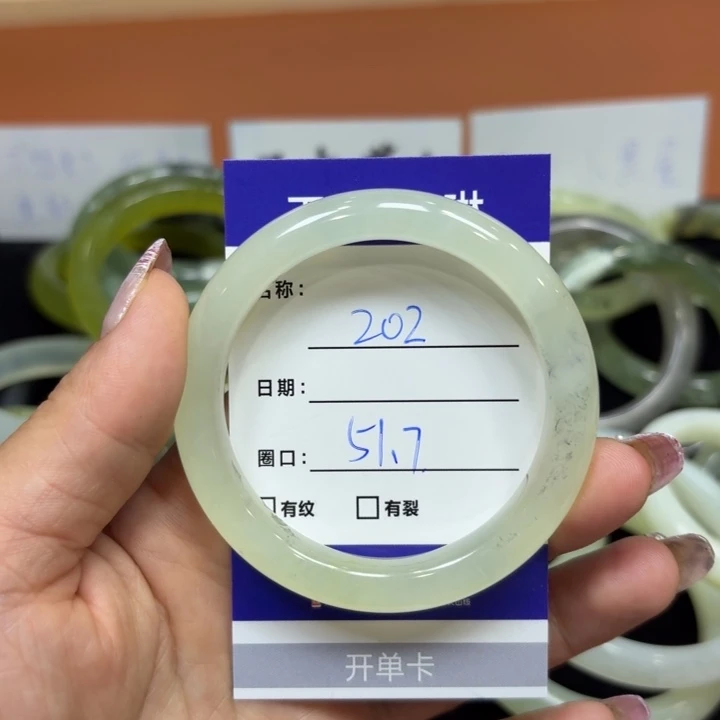 名称: 202
日期:
圈口: 51.7
有纹 有裂
开单卡